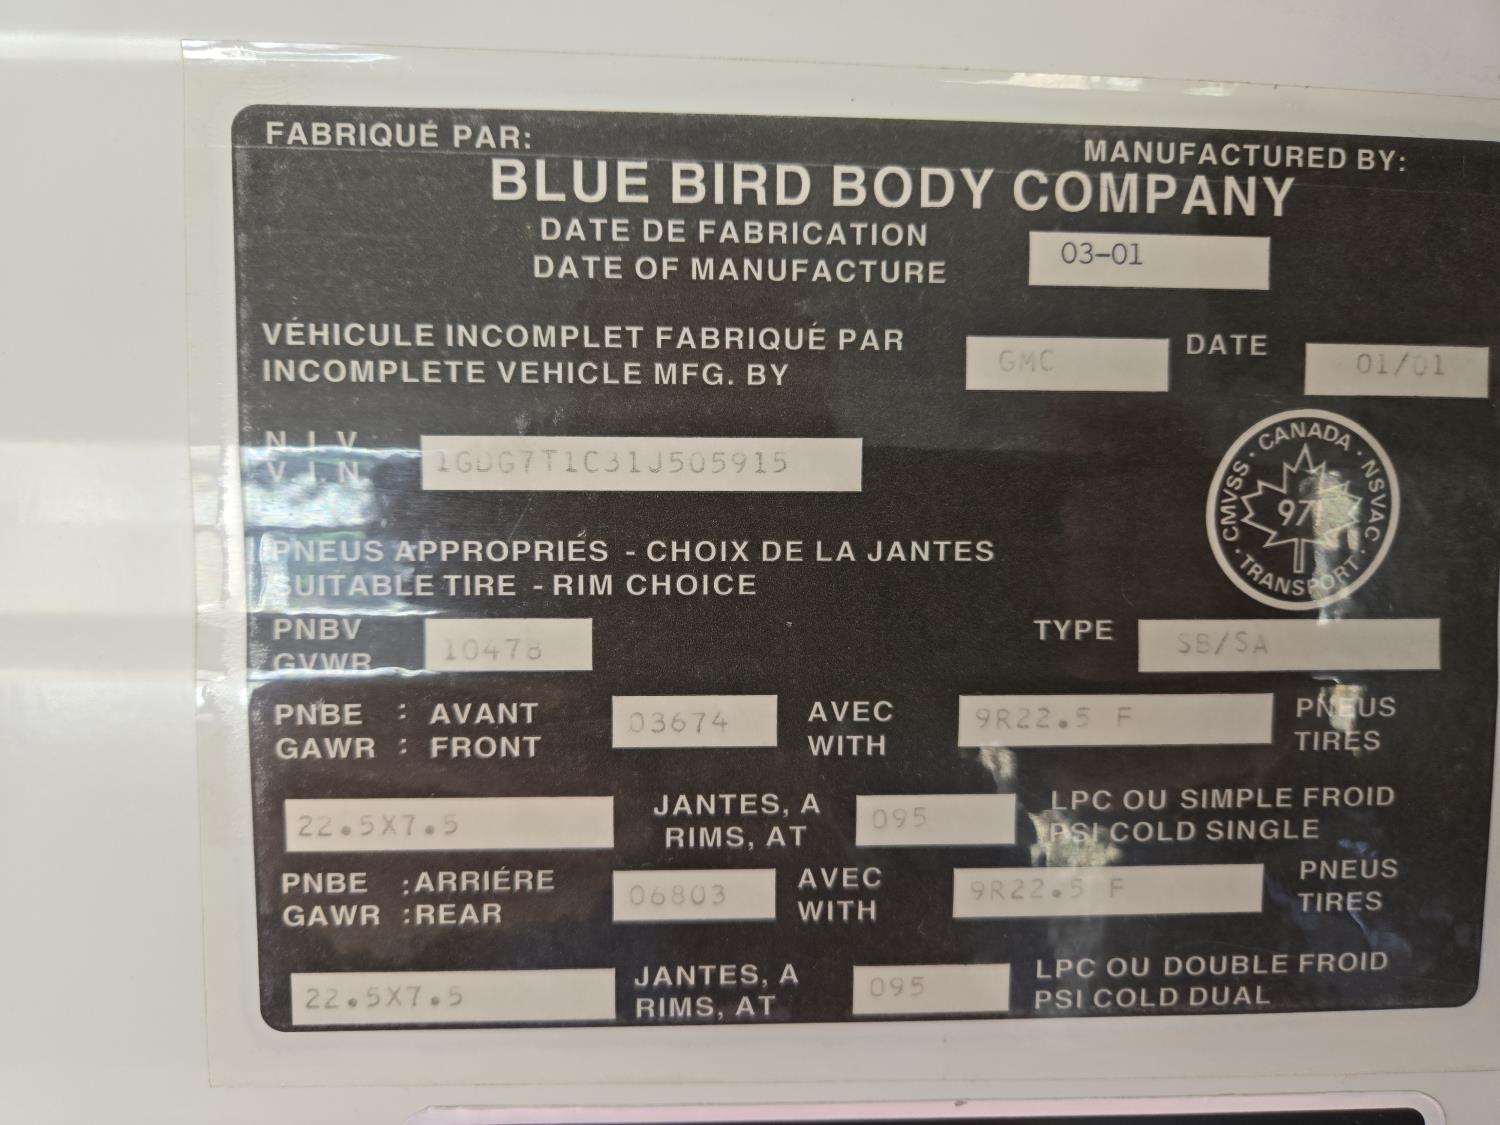 FABRIQUÉ PAR:
MANUFACTURED BY:
BLUE BIRD BODY COMPANY
DATE DE FABRICATION
DATE OF MANUFACTURE
03-01
VÉHICULE INCOMPLET FABRIQUÉ PAR
INCOMPLETE VEHICLE MFG. BY
GMC
DATE
01/01
N.I.V.
V.I.N.
1GDG7T1C31J505915
CANADA · NSVAC · TRANSPORT · CMVSS ·
97
PNEUS APPROPRIÉS - CHOIX DE LA JANTES
SUITABLE TIRE - RIM CHOICE
PNBV
GVWR
10478
TYPE
SB/SA
PNBE : AVANT
GAWR : FRONT
03674
AVEC
WITH
9R22.5 F
PNEUS
TIRES
22.5X7.5
JANTES, A
RIMS, AT
095
LPC OU SIMPLE FROID
PSI COLD SINGLE
PNBE :ARRIÉRE
GAWR :REAR
06803
AVEC
WITH
9R22.5 F
PNEUS
TIRES
22.5X7.5
JANTES, A
RIMS, AT
095
LPC OU DOUBLE FROID
PSI COLD DUAL